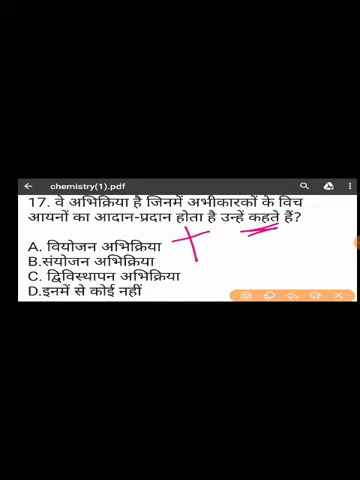 chemistry(1).pdf
17. वे अभिक्रिया है जिनमें अभीकारकों के विच
आयनों का आदान-प्रदान होता है उन्हें कहते हैं?
A. वियोजन अभिक्रिया
B.संयोजन अभिक्रिया
C. द्विविस्थापन अभिक्रिया
D.इनमें से कोई नहीं